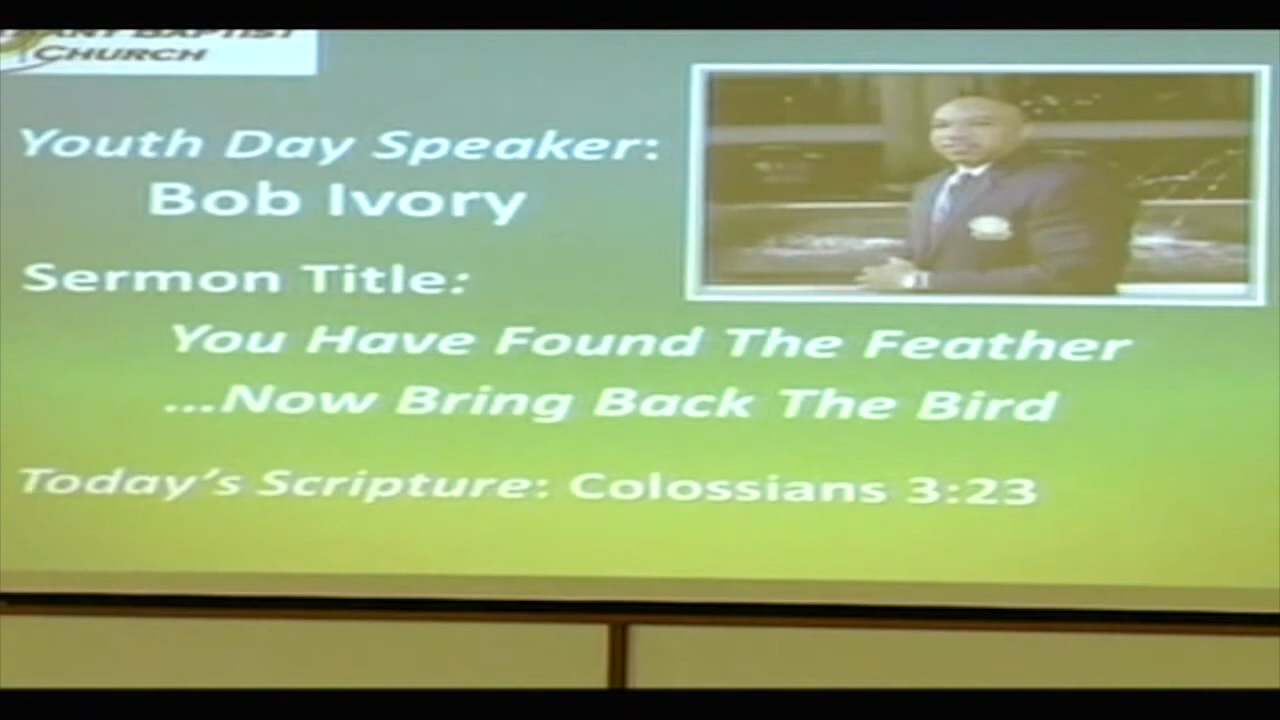 BAPTIST
CHURCH
Youth Day Speaker:
Bob Ivory
Sermon Title:
You Have Found The Feather
...Now Bring Back The Bird
Today's Scripture: Colossians 3:23